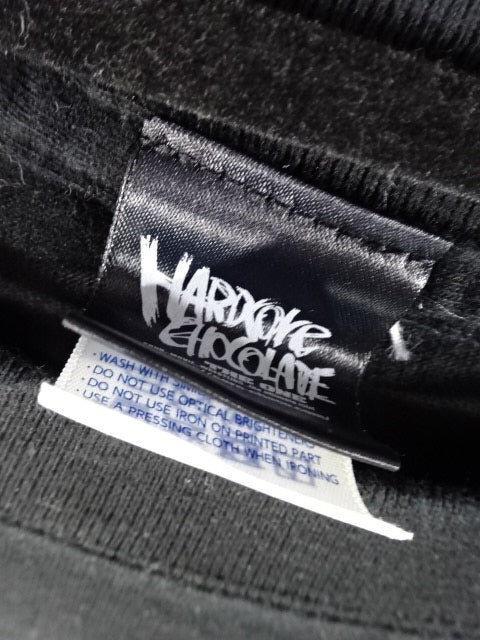 HARDCORE
CHOCOLATE
· WASH WITH
· DO NOT USE OPTICAL BRIGHTENERS
· DO NOT USE IRON ON PRINTED PART
· USE A PRESSING CLOTH WHEN IRONING